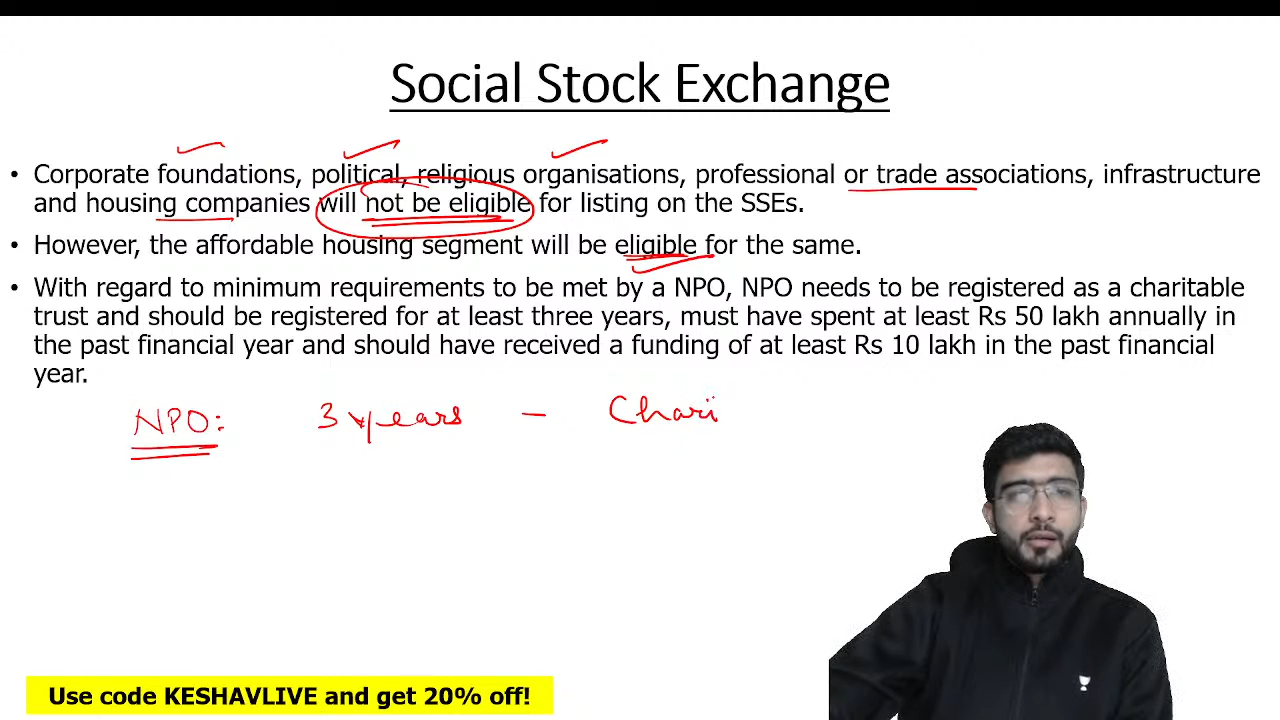 Social Stock Exchange
• Corporate foundations, political, religious organisations, professional or trade associations, infrastructure
and housing companies will not be eligible for listing on the SSEs.
• However, the affordable housing segment will be eligible for the same.
• With regard to minimum requirements to be met by a NPO, NPO needs to be registered as a charitable
trust and should be registered for at least three years, must have spent at least Rs 50 lakh annually in
the past financial year and should have received a funding of at least Rs 10 lakh in the past financial
year.
NPO: 3 years - Chari
Use code KESHAVLIVE and get 20% off!